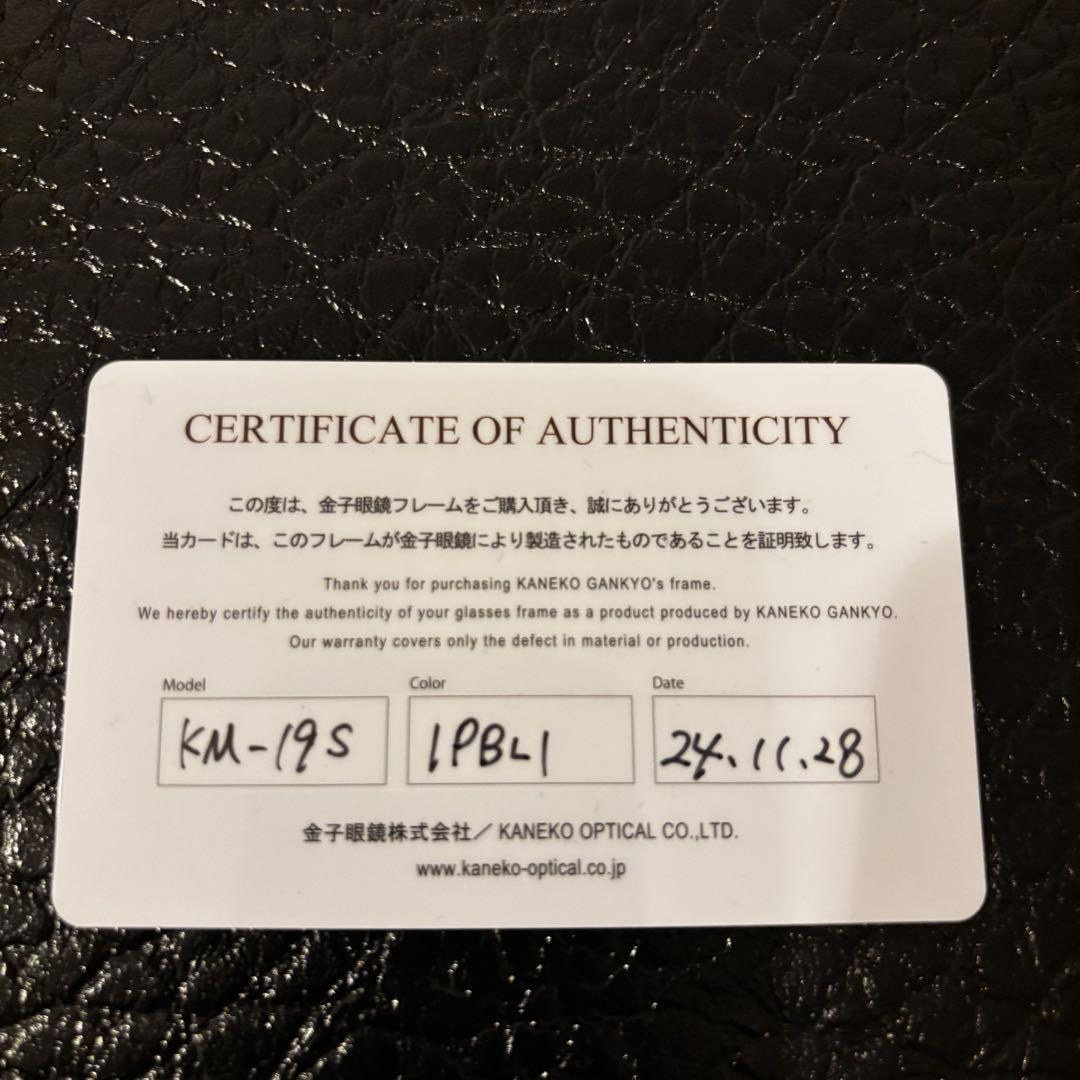 CERTIFICATE OF AUTHENTICITY
この度は、金子眼鏡フレームをご購入頂き、誠にありがとうございます。
当カードは、このフレームが金子眼鏡により製造されたものであることを証明致します。
Thank you for purchasing KANEKO GANKYO's frame.
We hereby certify the authenticity of your glasses frame as a product produced by KANEKO GANKYO.
Our warranty covers only the defect in material or production.
Model Color Date
KM-19S 1PBL1 24.11.28
金子眼鏡株式会社/ KANEKO OPTICAL CO.,LTD.
www.kaneko-optical.co.jp